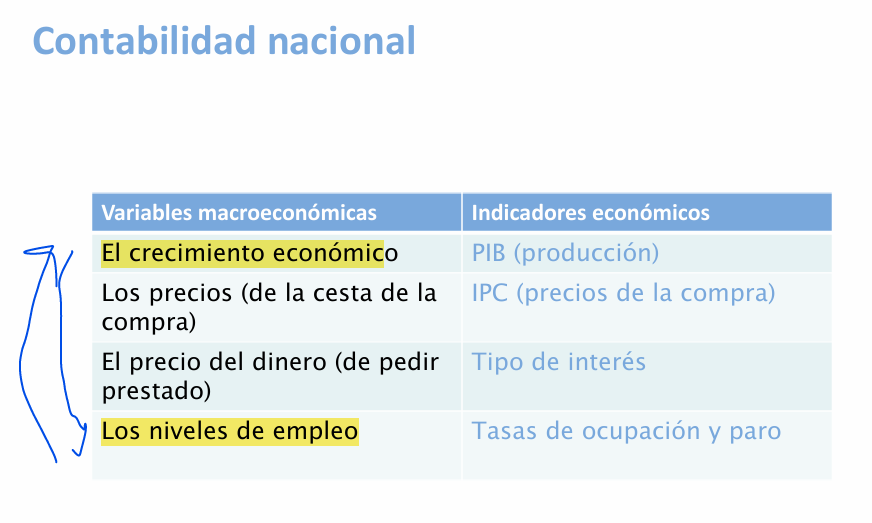 Contabilidad nacional
Variables macroeconómicas
Indicadores económicos
El crecimiento económico
PIB (producción)
Los precios (de la cesta de la
compra)
IPC (precios de la compra)
El precio del dinero (de pedir
prestado)
Tipo de interés
Los niveles de empleo
Tasas de ocupación y paro